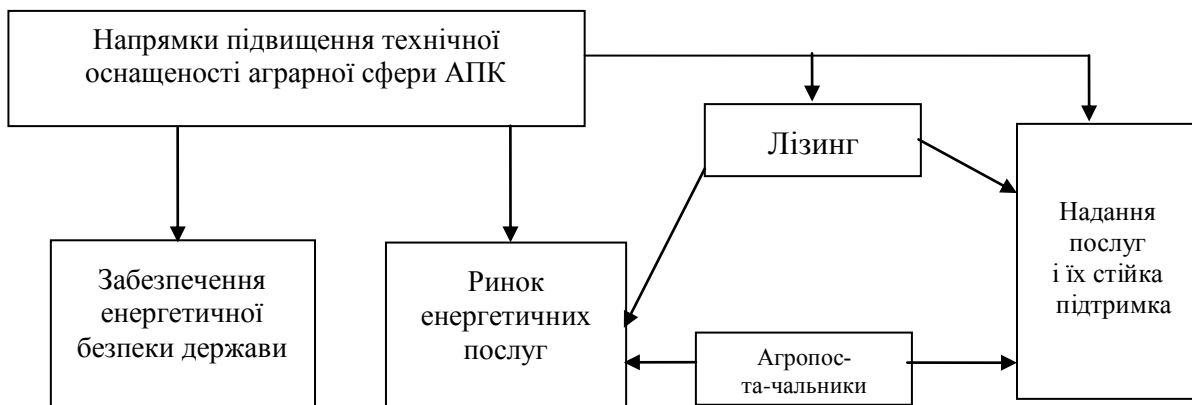 Напрямки підвищення технічної
оснащеності аграрної сфери АПК
Лізинг
Надання
послуг
і їх стійка
підтримка
Забезпечення
енергетичної
безпеки держави
Ринок
енергетичних
послуг
Агропос-
та-чальники